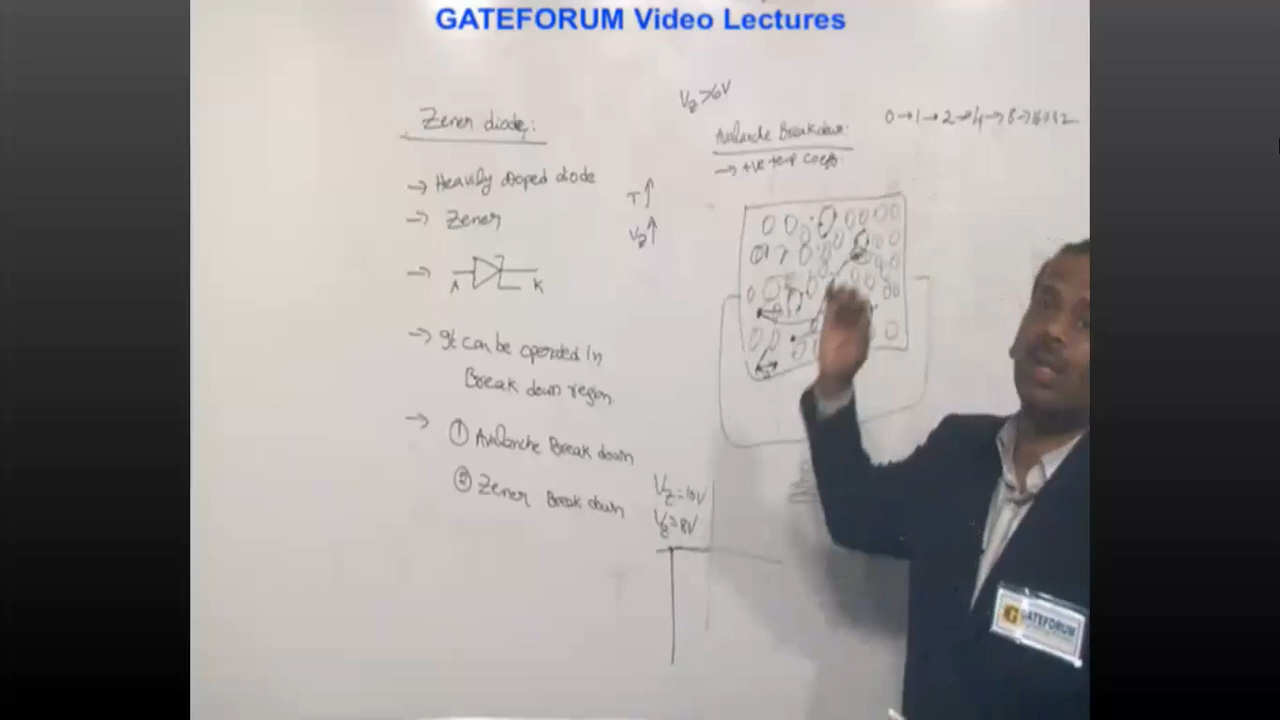 GATEFORUM Video Lectures
Zener diode:
→ Heavily Doped diode
→ Zener
→ A K
→ It can be operated In
Break down region.
→ ① Avalanche Break down
② Zener Break down
T↑
Vz↑
Vz>6V
Avalanche Breakdown:
→ +ve temp coeff.
0→1→2→4→8→
Vz=10V
Vz=8V
GATEFORUM